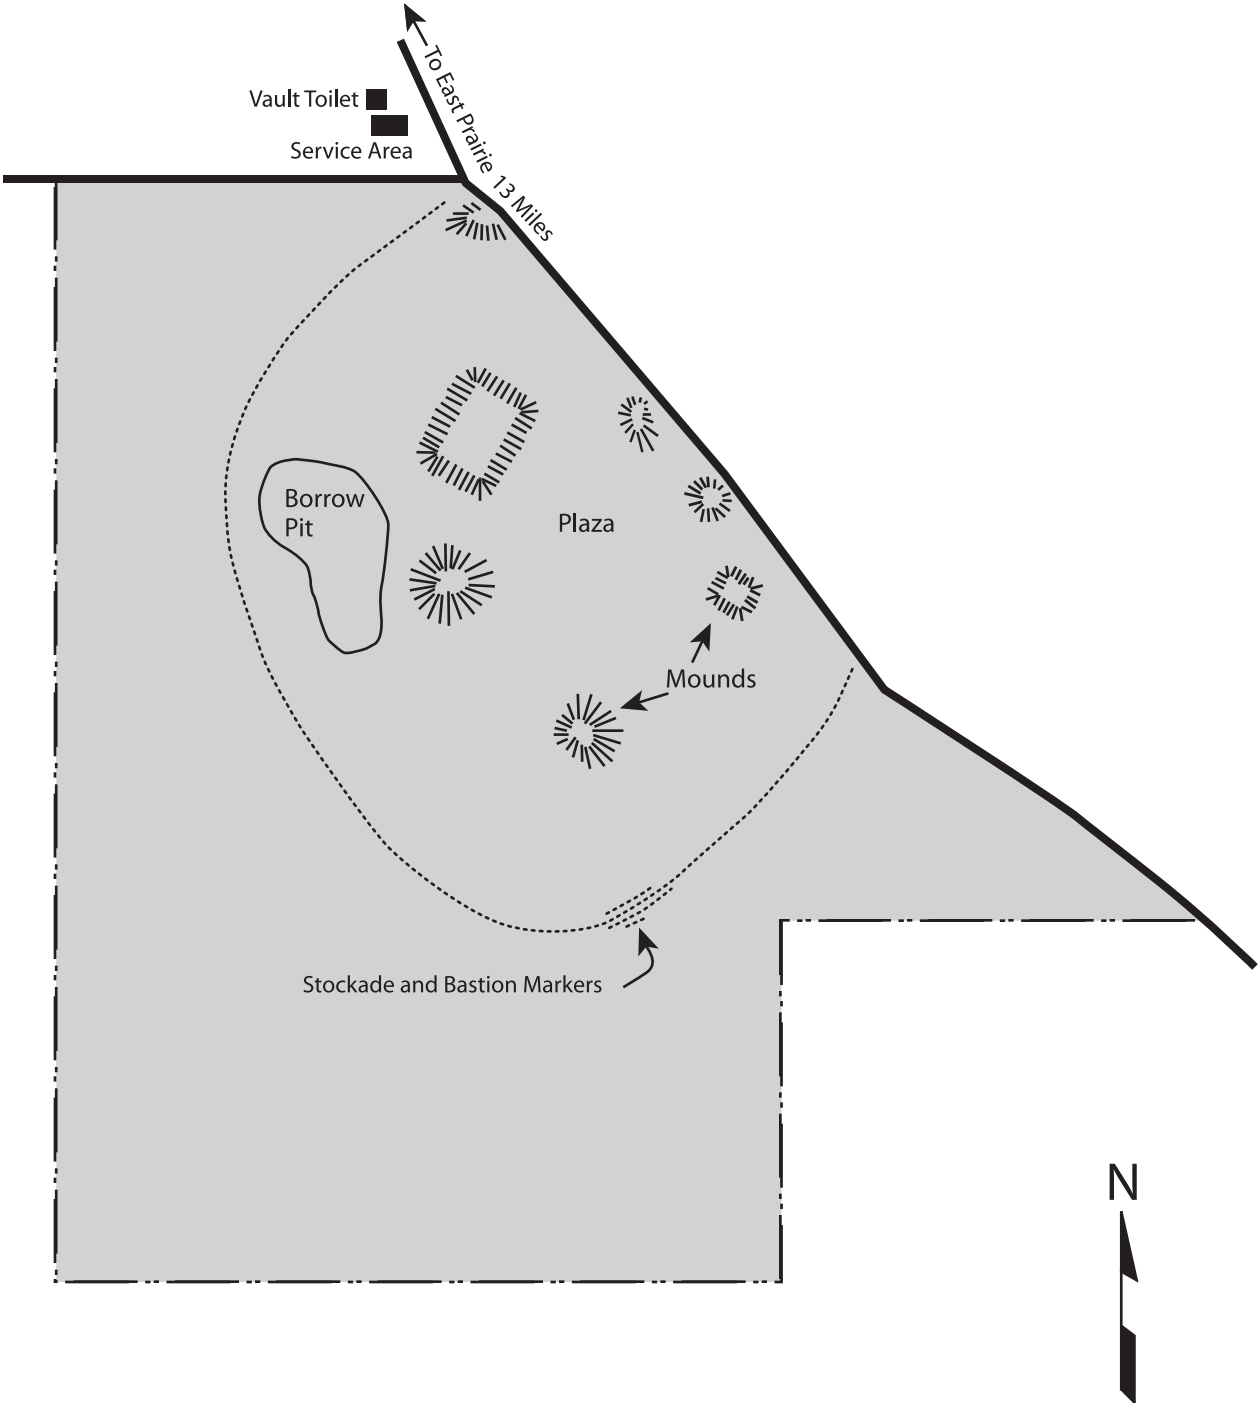 To East Prairie 13 Miles
Vault Toilet
Service Area
Borrow
Pit
Plaza
Mounds
Stockade and Bastion Markers
N